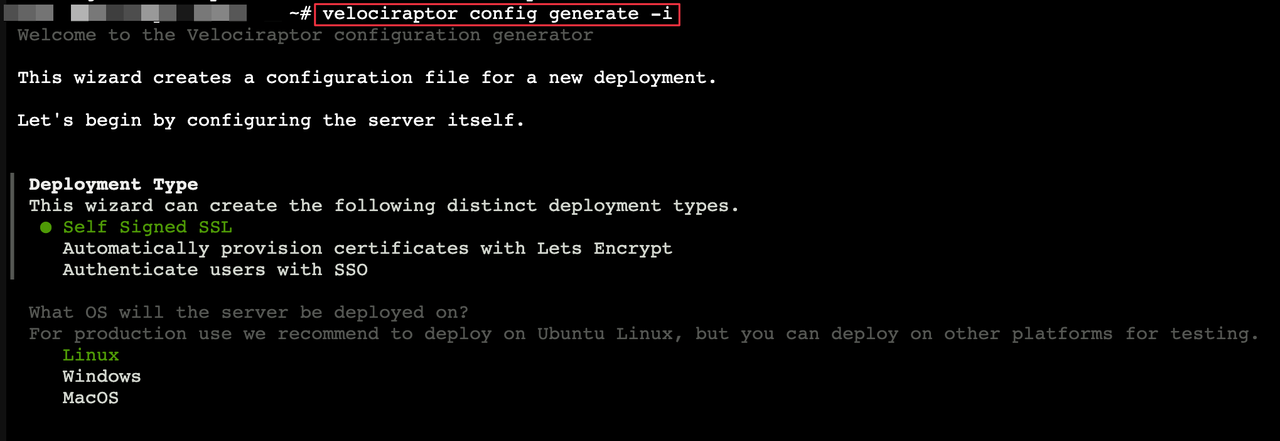 ~# velociraptor config generate -i
Welcome to the Velociraptor configuration generator
This wizard creates a configuration file for a new deployment.
Let's begin by configuring the server itself.
Deployment Type
This wizard can create the following distinct deployment types.
Self Signed SSL
Automatically provision certificates with Lets Encrypt
Authenticate users with SSO
What OS will the server be deployed on?
For production use we recommend to deploy on Ubuntu Linux, but you can deploy on other platforms for testing.
Linux
Windows
MacOS